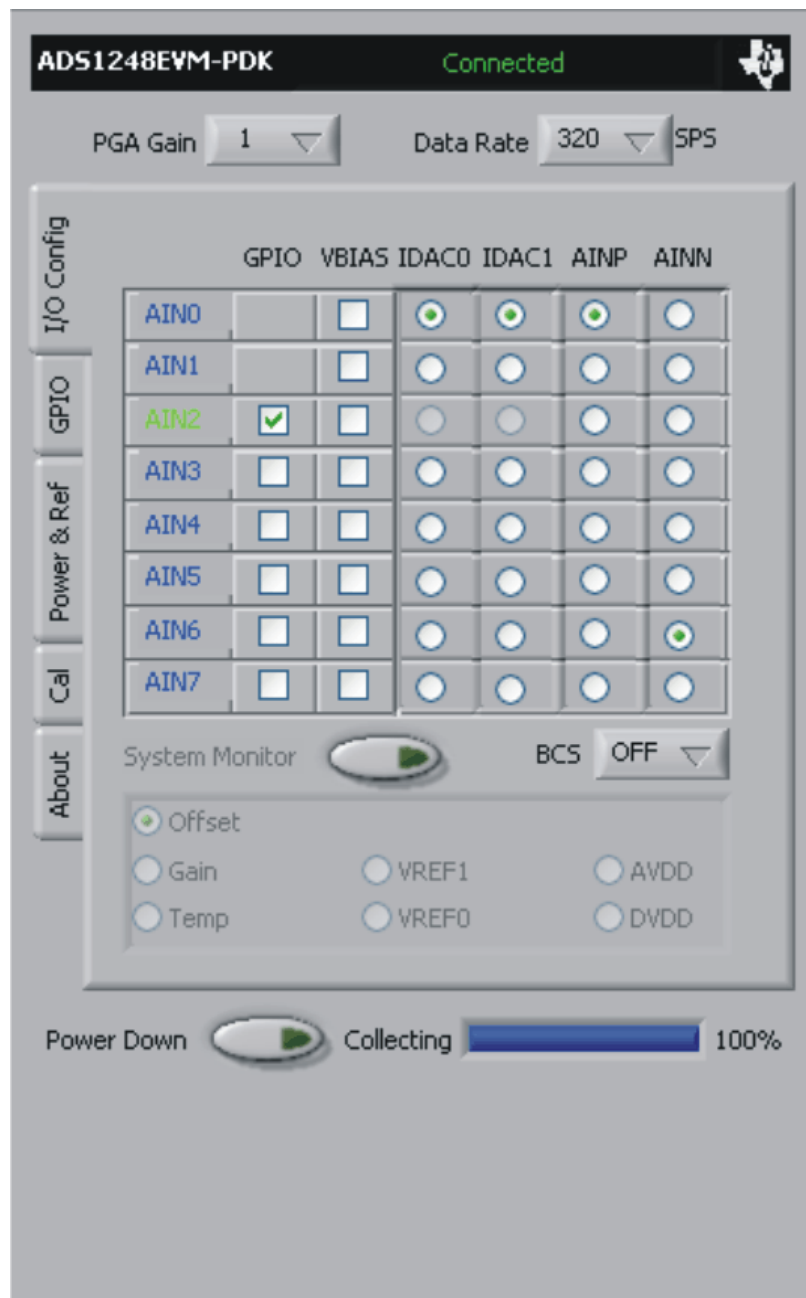 ADS1248EVM-PDK Connected
PGA Gain 1 Data Rate 320 SPS
I/O Config
GPIO
Power & Ref
Cal
About
GPIO VBIAS IDAC0 IDAC1 AINP AINN
AIN0
AIN1
AIN2
AIN3
AIN4
AIN5
AIN6
AIN7
System Monitor BCS OFF
Offset
Gain VREF1 AVDD
Temp VREF0 DVDD
Power Down Collecting 100%